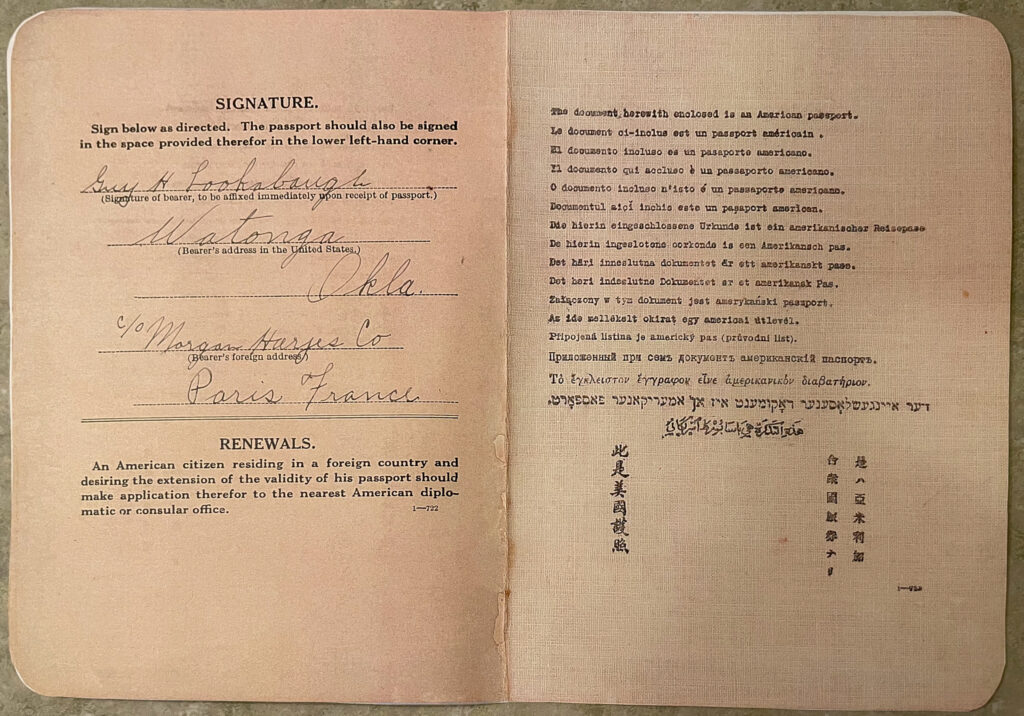 SIGNATURE.
Sign below as directed. The passport should also be signed
in the space provided therefor in the lower left-hand corner.
Guy H Lookabaugh
(Signature of bearer, to be affixed immediately upon receipt of passport.)
Watonga
(Bearer's address in the United States.)
Okla.
c/o Morgan Harjes Co
(Bearer's foreign address)
Paris France
RENEWALS.
An American citizen residing in a foreign country and
desiring the extension of the validity of his passport should
make application therefor to the nearest American diplo-
matic or consular office.
1—722
The document herewith enclosed is an American passport.
Le document ci-inclus est un passport américain.
El documento incluso es un pasaporte americano.
Il documento qui accluso è un passaporto americano.
O documento incluso n'isto é um passaporte americano.
Documentul aici inchis este un paşaport american.
Die hierin eingeschlossene Urkunde ist ein amerikanischer Reisepass
De hierin ingeslotene oorkonde is een Amerikansch pas.
Det häri inneslutna dokumentet är ett amerikanskt pass.
Det heri indsluttne Dokumentet er et amerikansk Pas.
Załączony w tym dokument jest amerykański paszport.
Az ide mellékelt okirat egy americai útlevél.
Připojená listina je americký pas (průvodní list).
Приложенный при семъ документъ американскій паспортъ.
Τὸ ἔγκλειστον ἔγγραφον εἶνε ἀμερικανικὸν διαβατήριον.
דער איינגעשלאָסענער דאָקומענט איז אן אמעריקאנער פאספּאָרט.
此是美國護照
是ハ亞米利加
合衆國旅券ナリ